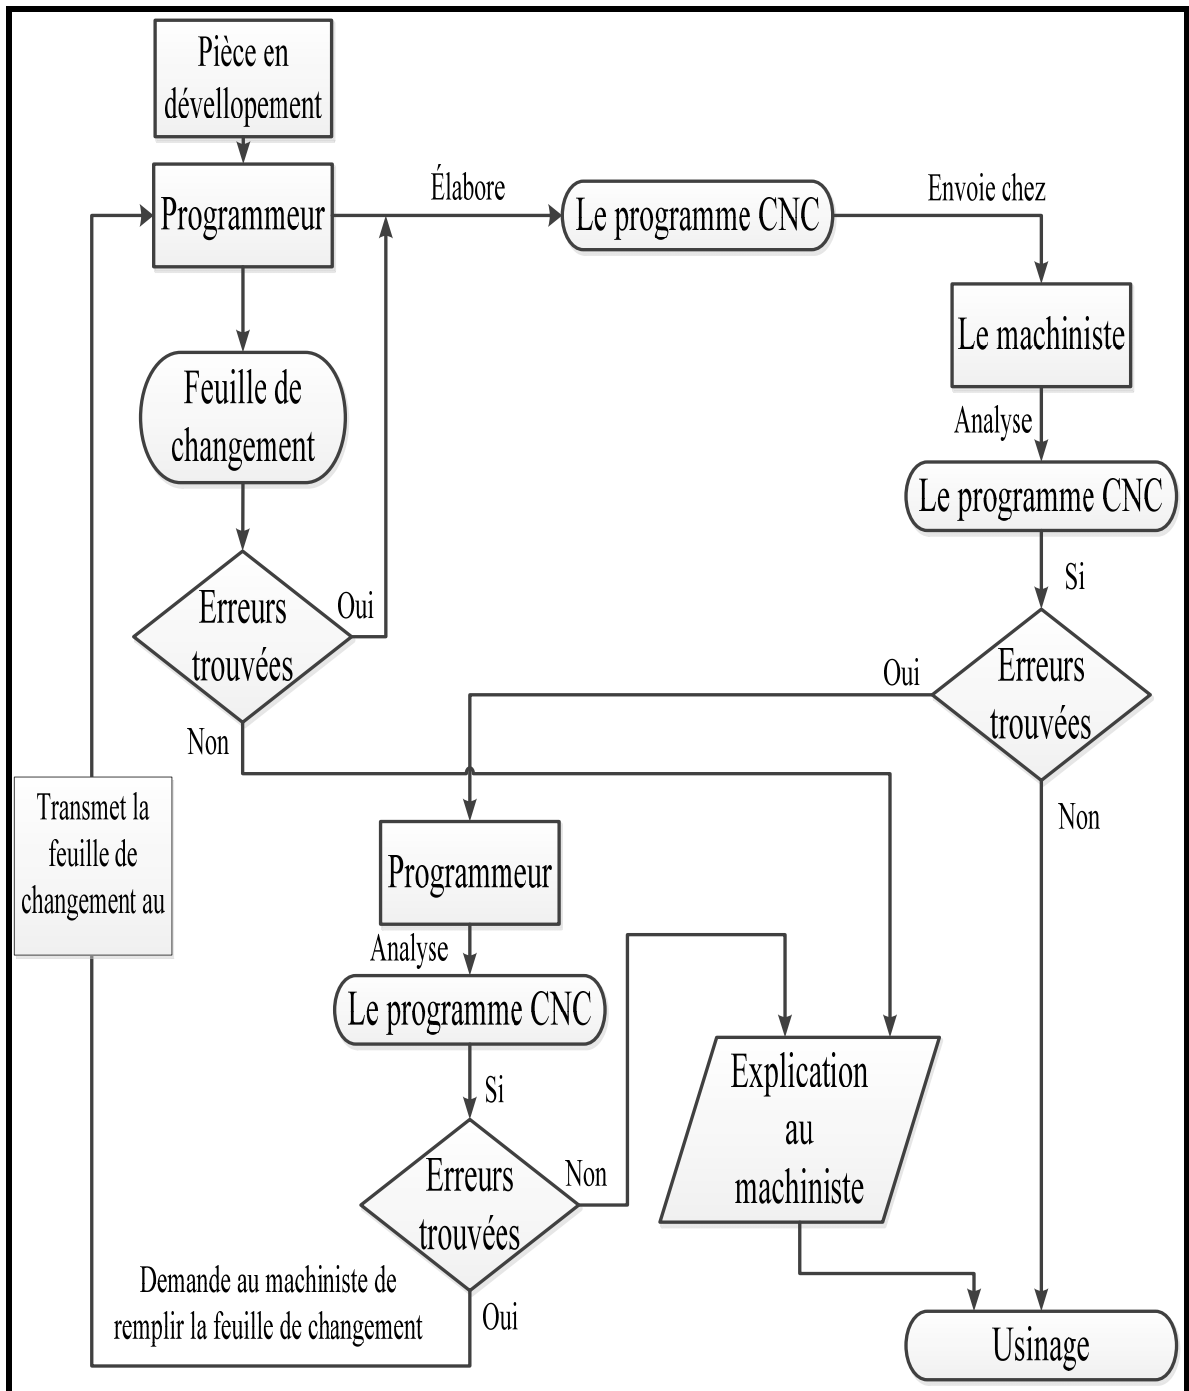 Pièce en
dévellopement
Programmeur
Élabore
Le programme CNC
Envoie chez
Le machiniste
Analyse
Le programme CNC
Si
Erreurs
trouvées
Oui
Non
Feuille de
changement
Erreurs
trouvées
Oui
Non
Transmet la
feuille de
changement au
Programmeur
Analyse
Le programme CNC
Si
Erreurs
trouvées
Non
Oui
Demande au machiniste de
remplir la feuille de changement
Explication
au
machiniste
Usinage